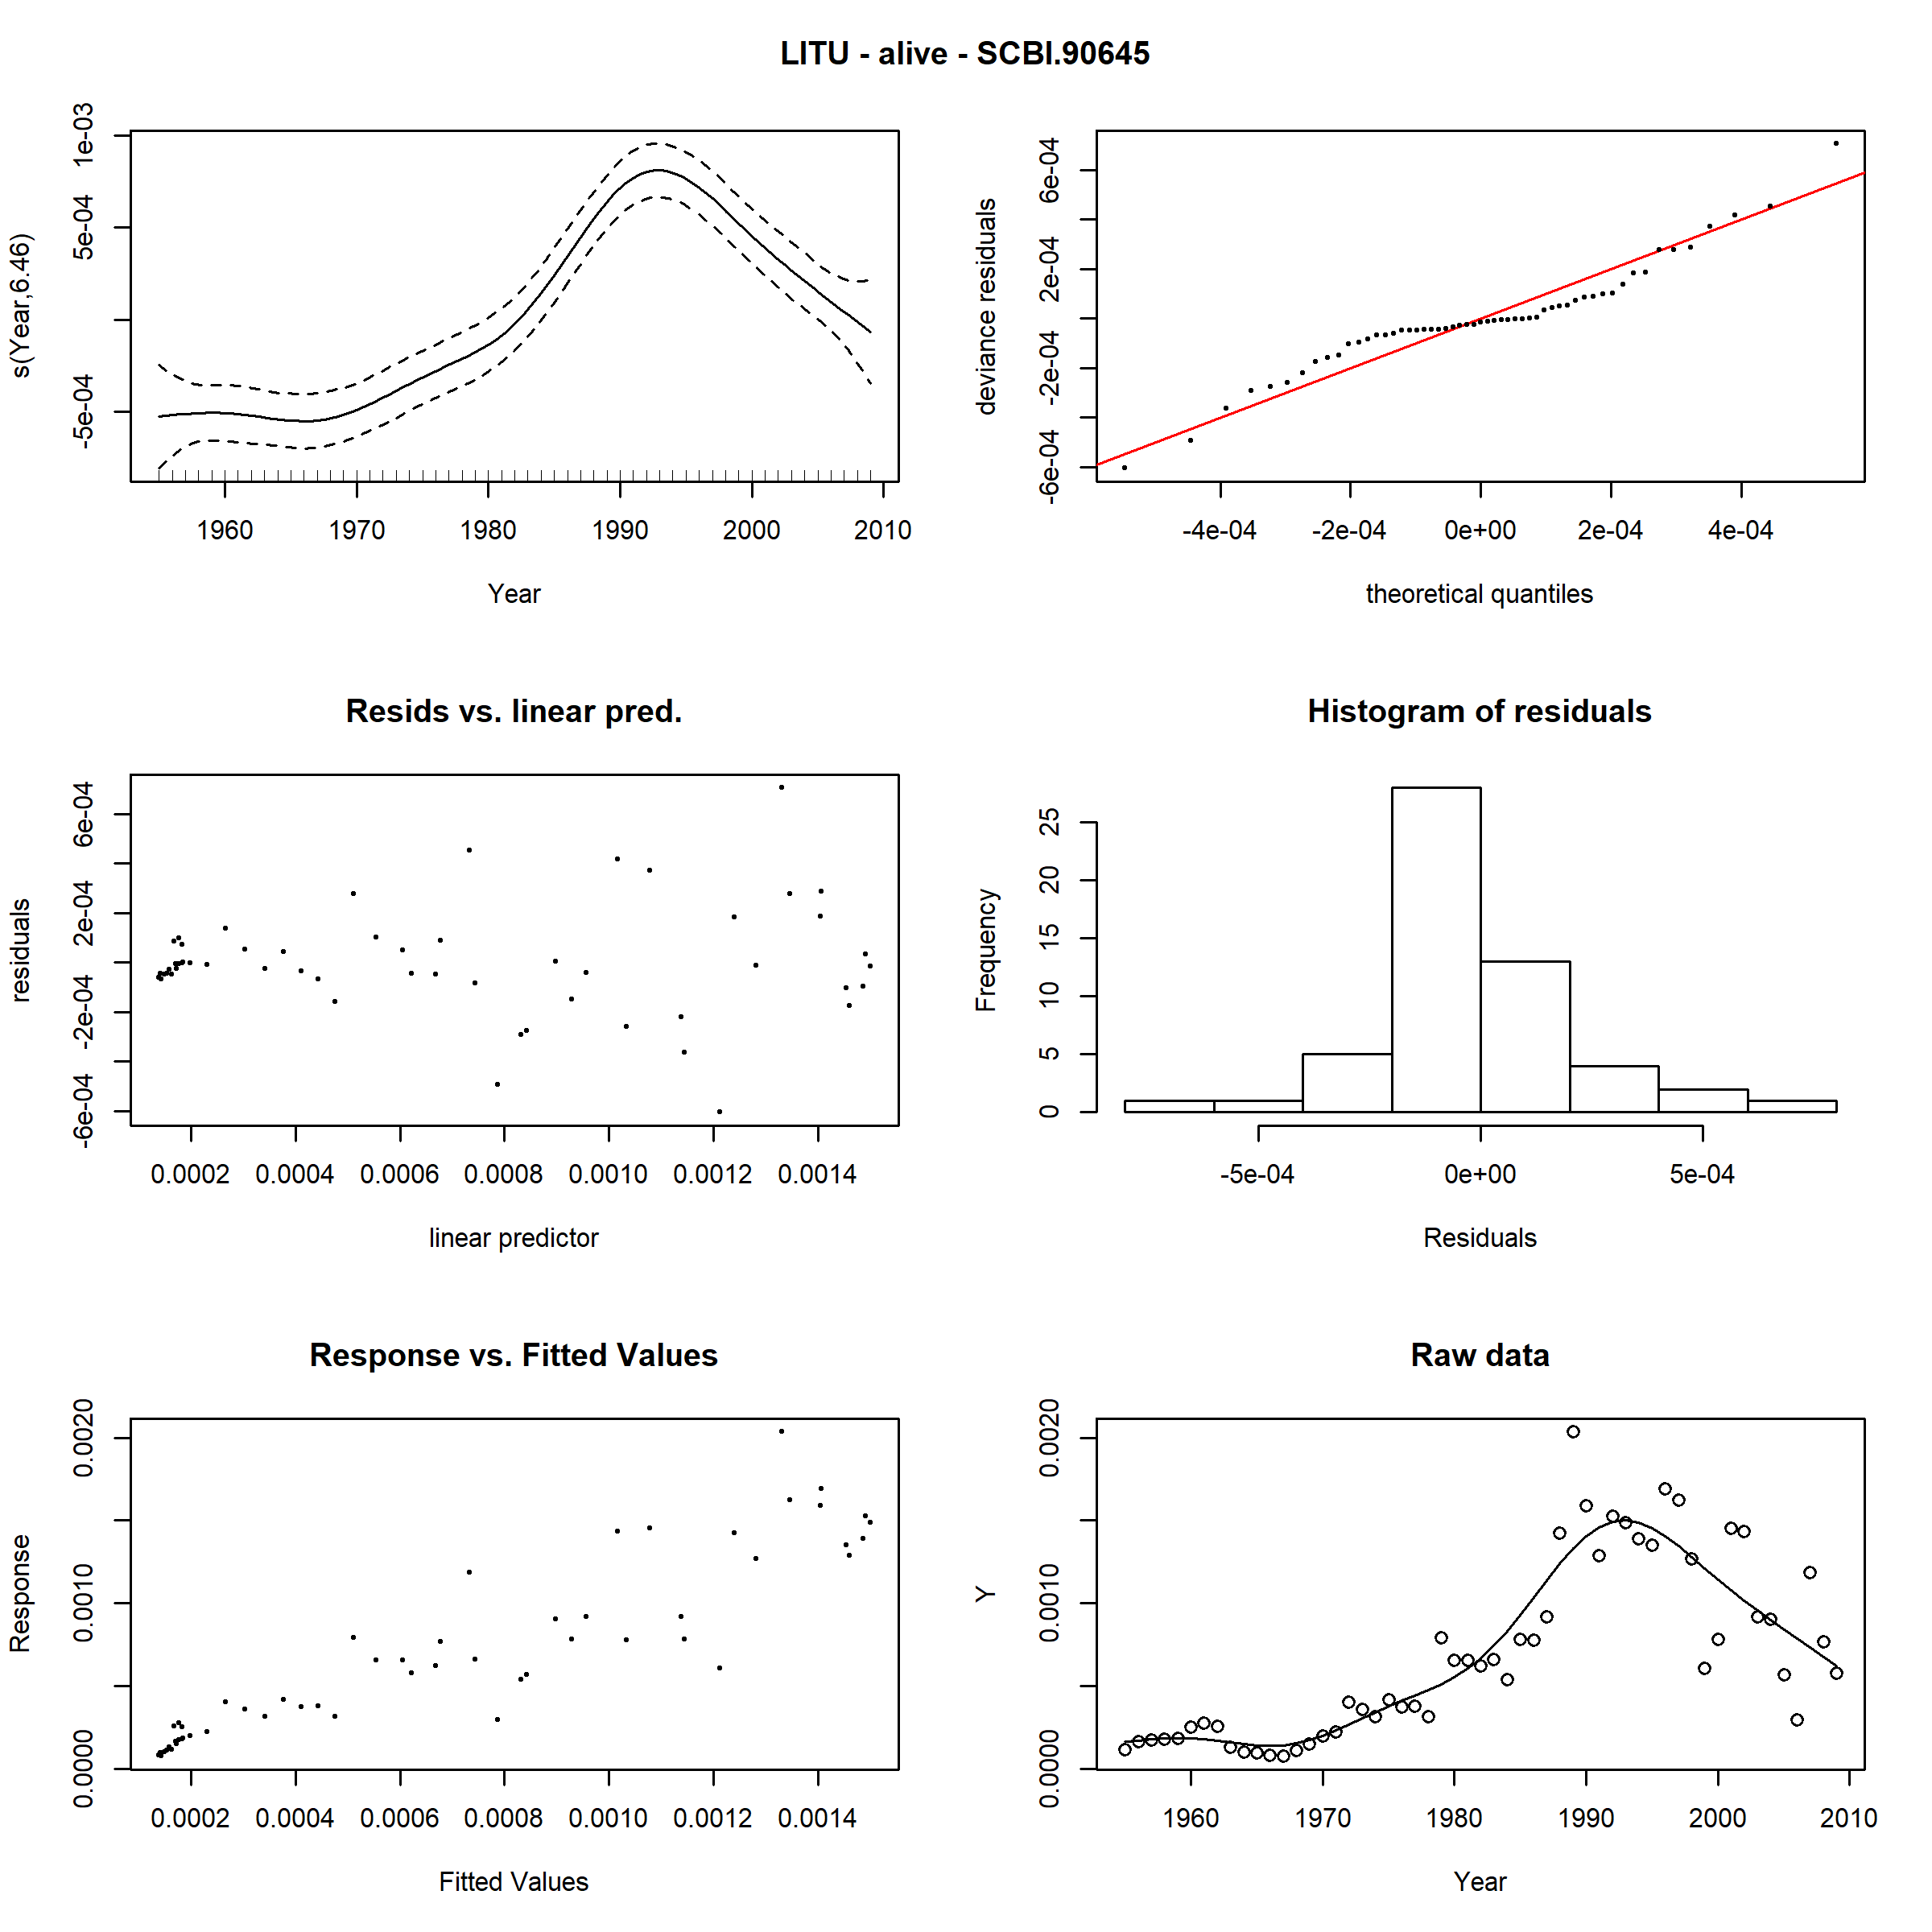 LITU - alive - SCBI.90645
s(Year,6.46)
-5e-04 5e-04 1e-03
1960 1970 1980 1990 2000 2010
Year
deviance residuals
-6e-04 -2e-04 2e-04 6e-04
-4e-04 -2e-04 0e+00 2e-04 4e-04
theoretical quantiles
Resids vs. linear pred.
residuals
-6e-04 -2e-04 2e-04 6e-04
0.0002 0.0004 0.0006 0.0008 0.0010 0.0012 0.0014
linear predictor
Histogram of residuals
Frequency
0 5 10 15 20 25
-5e-04 0e+00 5e-04
Residuals
Response vs. Fitted Values
Response
0.0000 0.0010 0.0020
0.0002 0.0004 0.0006 0.0008 0.0010 0.0012 0.0014
Fitted Values
Raw data
Y
0.0000 0.0010 0.0020
1960 1970 1980 1990 2000 2010
Year